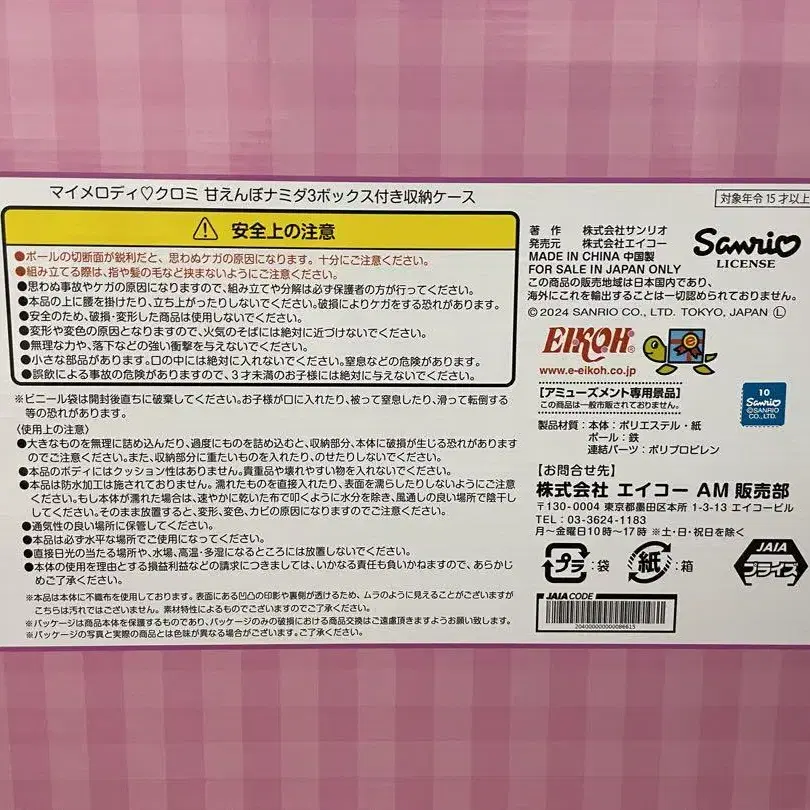 マイメロディ♡クロミ 甘えんぼナミダ3ボックス付き収納ケース
対象年令15才以上
⚠ 安全上の注意
●ポールの切断面が鋭利だと、思わぬケガの原因になります。十分にご注意ください。
●組み立てる際は、指や髪の毛など挟まないようにご注意ください。
●思わぬ事故やケガの原因になりますので、組み立てや分解は必ず保護者の方が行ってください。
●本品の上に腰を掛けたり、立ち上がったりしないでください。破損によりケガをする恐れがあります。
●安全のため、破損・変形した商品は使用しないでください。
●変形や変色の原因となりますので、火気のそばには絶対に近づけないでください。
●無理な力や、落下などの強い衝撃を与えないでください。
●小さな部品があります。口の中には絶対に入れないでください。窒息などの危険があります。
●誤飲による事故の危険がありますので、3才未満のお子様には絶対に与えないでください。
※ビニール袋は開封後直ちに破棄してください。お子様が口に入れたり、被って窒息したり、滑って転倒する
等の恐れがあります。
〈使用上の注意〉
●大きなものを無理に詰め込んだり、過度にものを詰め込むと、収納部分、本体に破損が生じる恐れがあります
のでご注意ください。また、収納部分に重たいものを入れたり、のせたりしないでください。
●本品のボディにはクッション性はありません。貴重品や壊れやすい物を入れないでください。
●本品は防水加工は施されておりません。濡れたものを直接入れたり、表面を濡らしたりしないようにご注意
ください。もし本体が濡れた場合は、速やかに乾いた布で叩くように水分を除き、風通しの良い場所で陰干し
してください。そのまま放置すると、変形、変色、カビの原因になりますのでご注意ください。
●通気性の良い場所に保管してください。
●本品は必ず水平な場所でご使用になってください。
●直接日光の当たる場所や、水場、高温・多湿になるところには放置しないでください。
●本体の使用を理由とする損益利益などの請求につきましては、いかなる責任も負いかねますので、あらかじ
めご了承ください。
※本品は本体に不織布を使用しております。表面にある凹凸の印影や裏側が透けるため、ムラのように見えることがございますが
こちらは汚れではございません。素材特性によるものでございますのでご了承ください。
※パッケージは商品本体を保護するものであり、パッケージのみの破損における商品交換はご遠慮頂きますようお願い致します。
※パッケージの写真と実際の商品とは色味が異なる場合がございます。ご了承ください。
著 作 株式会社サンリオ
発売元 株式会社エイコー
MADE IN CHINA 中国製
FOR SALE IN JAPAN ONLY
この商品の販売地域は日本国内であり、
海外にこれを輸出することは一切認められておりません。
© 2024 SANRIO CO., LTD. TOKYO, JAPAN Ⓛ
Sanrio
LICENSE
EIKOH®
www.e-eikoh.co.jp
【アミューズメント専用景品】
この商品は一般市販されておりません。
10
Sanrio
©SANRIO
CO.,LTD.
製品材質：本体：ポリエステル・紙
ポール：鉄
連結パーツ：ポリプロピレン
【お問合せ先】
株式会社 エイコー AM 販売部
〒130-0004 東京都墨田区本所 1-3-13 エイコービル
TEL：03-3624-1183
月～金曜日10時～17時 ※土・日・祝日を除く
プラ：袋
紙：箱
JAIA
プライズ
JAIA CODE